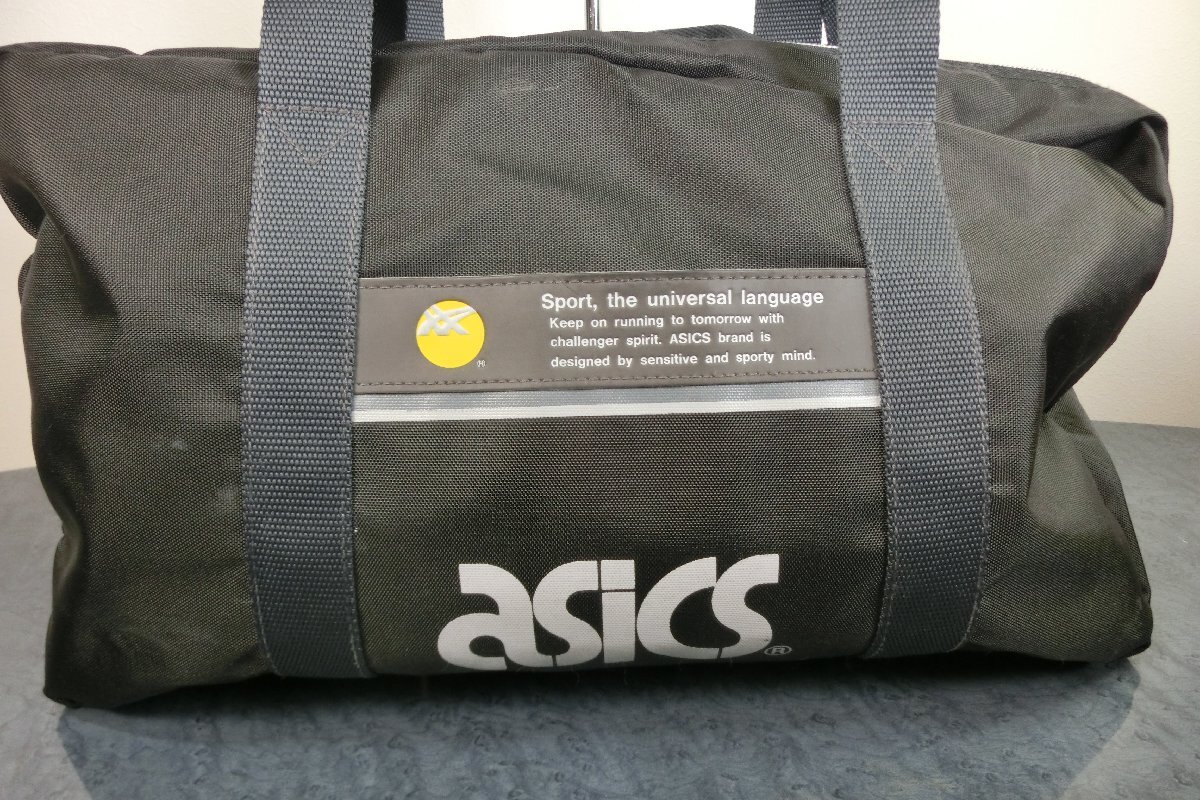 Sport, the universal language
Keep on running to tomorrow with
challenger spirit. ASICS brand is
designed by sensitive and sporty mind.
®
asics®